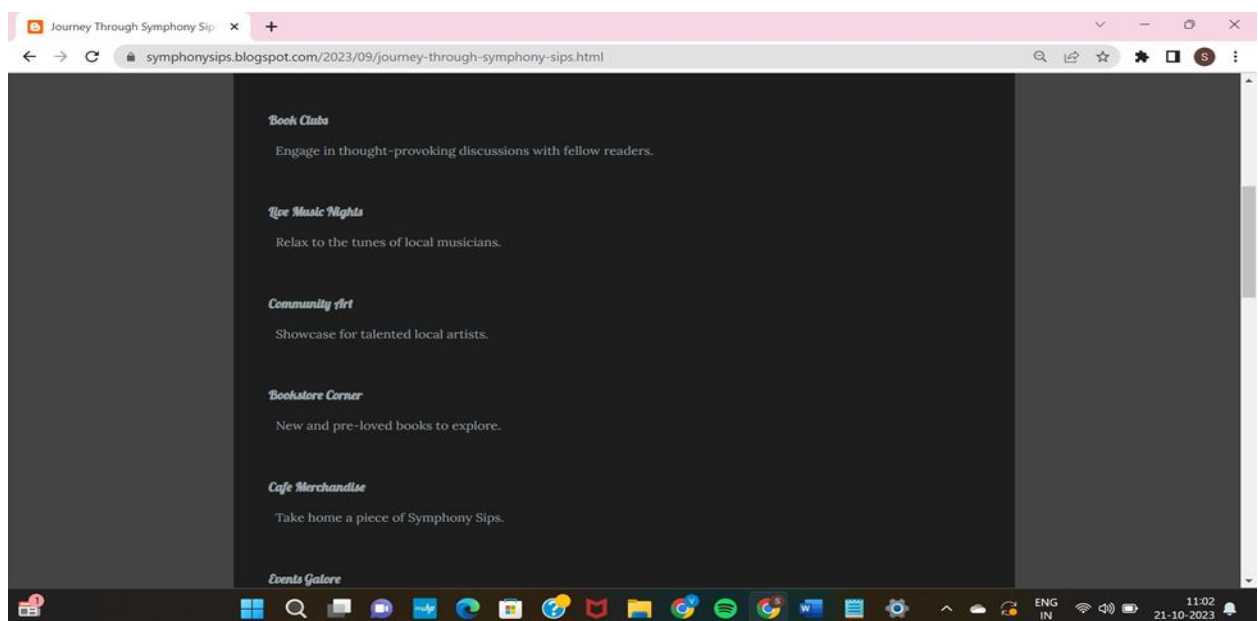 Journey Through Symphony Sip
symphonysips.blogspot.com/2023/09/journey-through-symphony-sips.html
S
Book Clubs
Engage in thought-provoking discussions with fellow readers.
Live Music Nights
Relax to the tunes of local musicians.
Community Art
Showcase for talented local artists.
Bookstore Corner
New and pre-loved books to explore.
Cafe Merchandise
Take home a piece of Symphony Sips.
Events Galore
1
ENG
IN
11:02
21-10-2023